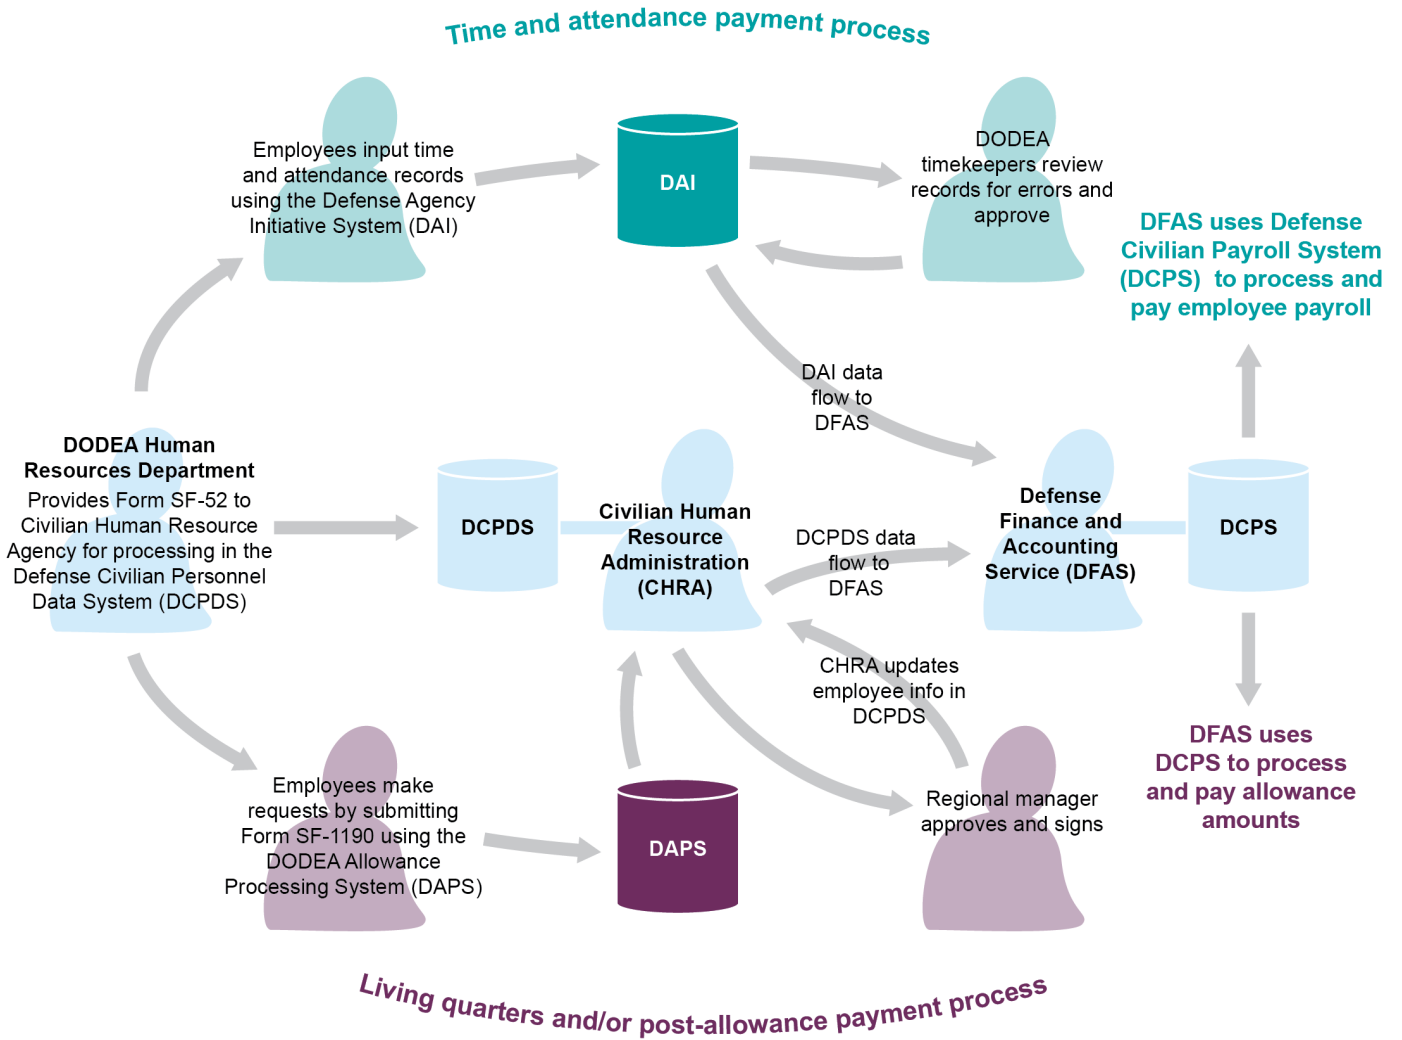 Time and attendance payment process
Employees input time
and attendance records
using the Defense Agency
Initiative System (DAI)
DAI
DODEA
timekeepers review
records for errors and
approve
DFAS uses Defense
Civilian Payroll System
(DCPS) to process and
pay employee payroll
DAI data
flow to
DFAS
DODEA Human
Resources Department
Provides Form SF-52 to
Civilian Human Resource
Agency for processing in the
Defense Civilian Personnel
Data System (DCPDS)
DCPDS
Civilian Human
Resource
Administration
(CHRA)
DCPDS data
flow to
DFAS
Defense
Finance and
Accounting
Service (DFAS)
DCPS
CHRA updates
employee info in
DCPDS
Employees make
requests by submitting
Form SF-1190 using the
DODEA Allowance
Processing System (DAPS)
DAPS
Regional manager
approves and signs
DFAS uses
DCPS to process
and pay allowance
amounts
Living quarters and/or post-allowance payment process